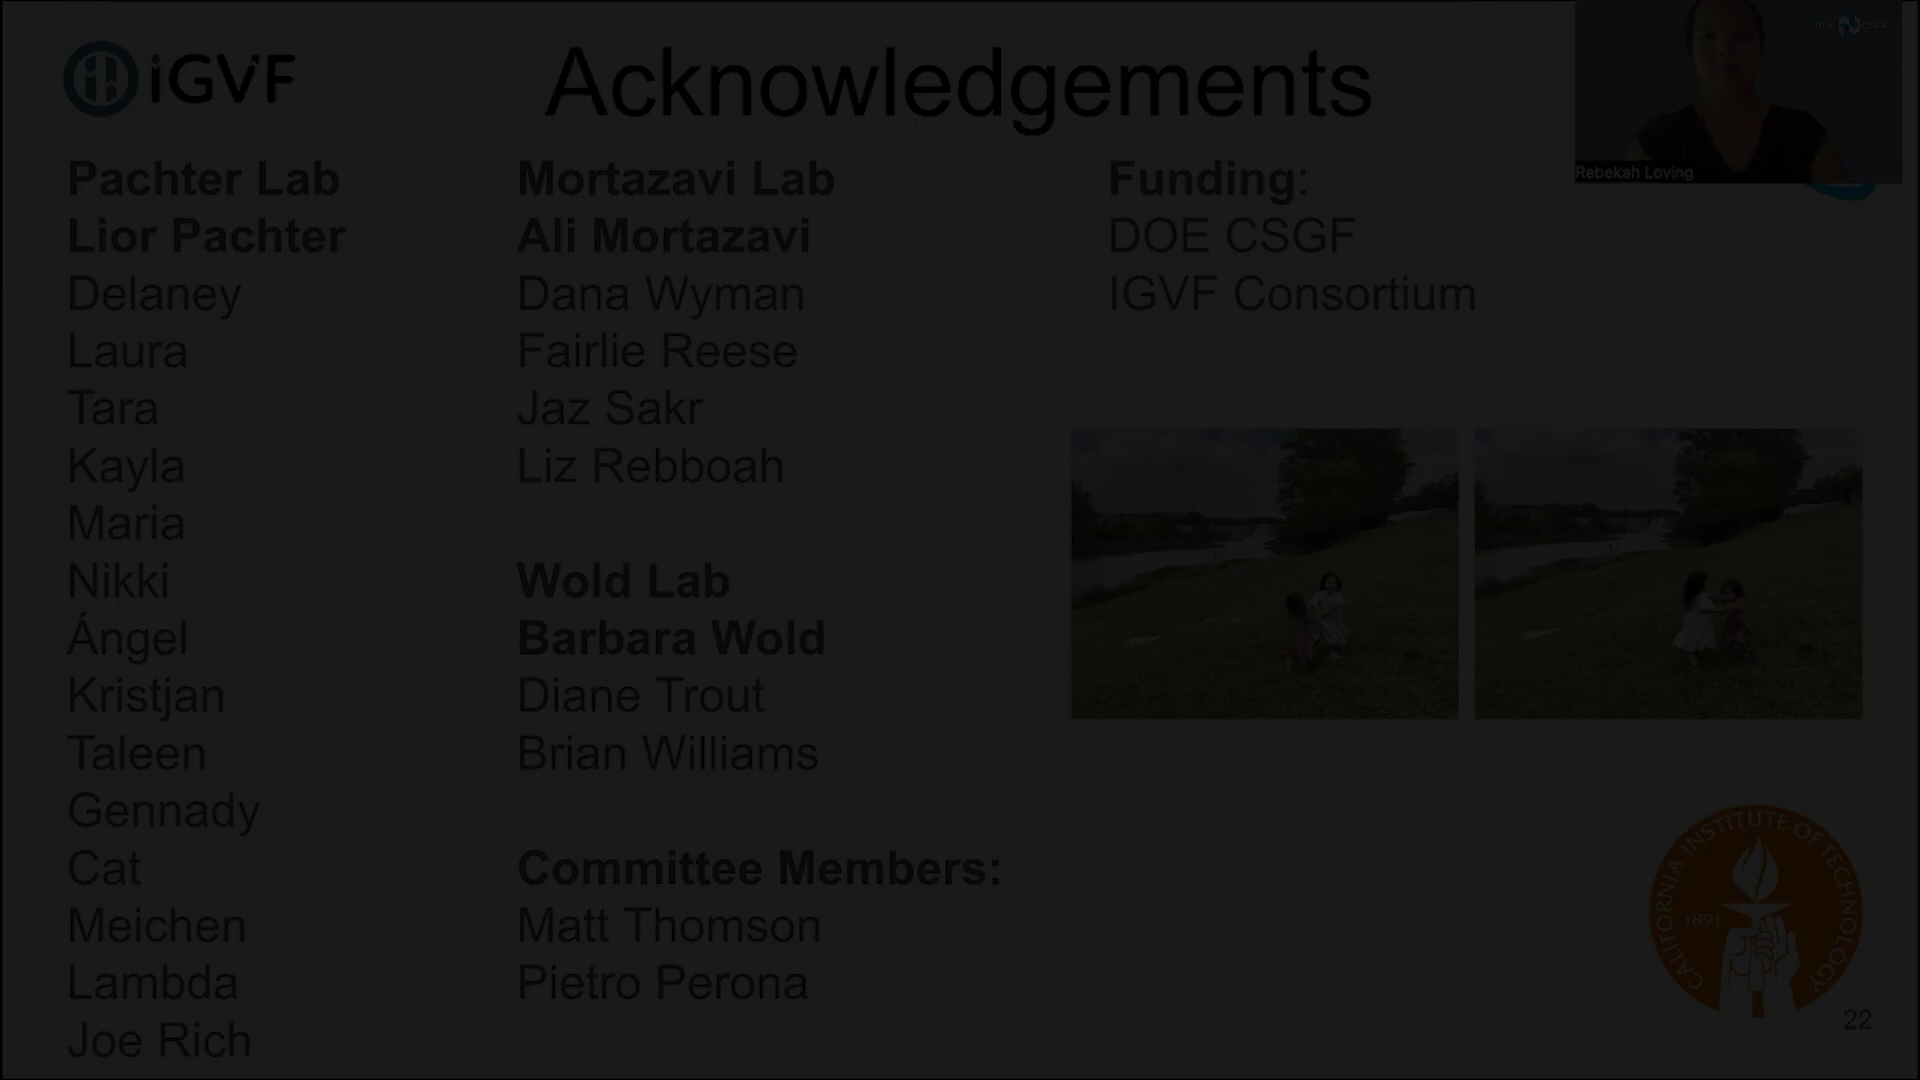 iGVF
Acknowledgements
Rebekah Loving
Pachter Lab
Lior Pachter
Delaney
Laura
Tara
Kayla
Maria
Nikki
Ángel
Kristjan
Taleen
Gennady
Cat
Meichen
Lambda
Joe Rich
Mortazavi Lab
Ali Mortazavi
Dana Wyman
Fairlie Reese
Jaz Sakr
Liz Rebboah
Wold Lab
Barbara Wold
Diane Trout
Brian Williams
Committee Members:
Matt Thomson
Pietro Perona
Funding:
DOE CSGF
IGVF Consortium
CALIFORNIA INSTITUTE OF TECHNOLOGY
1891
22